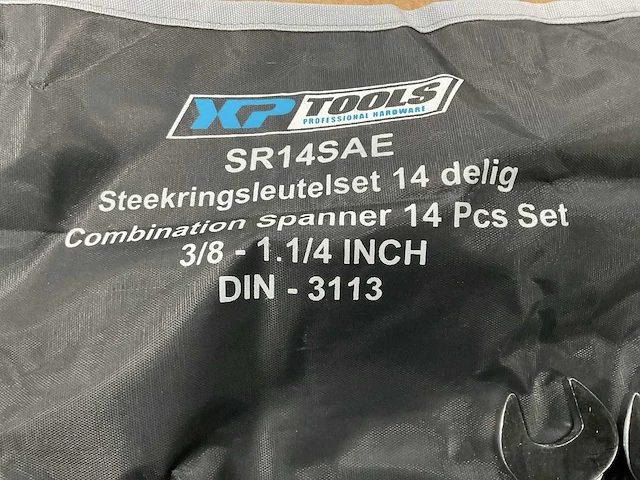 XP TOOLS
PROFESSIONAL HARDWARE
SR14SAE
Steekringsleutelset 14 delig
Combination Spanner 14 Pcs Set
3/8 - 1.1/4 INCH
DIN - 3113